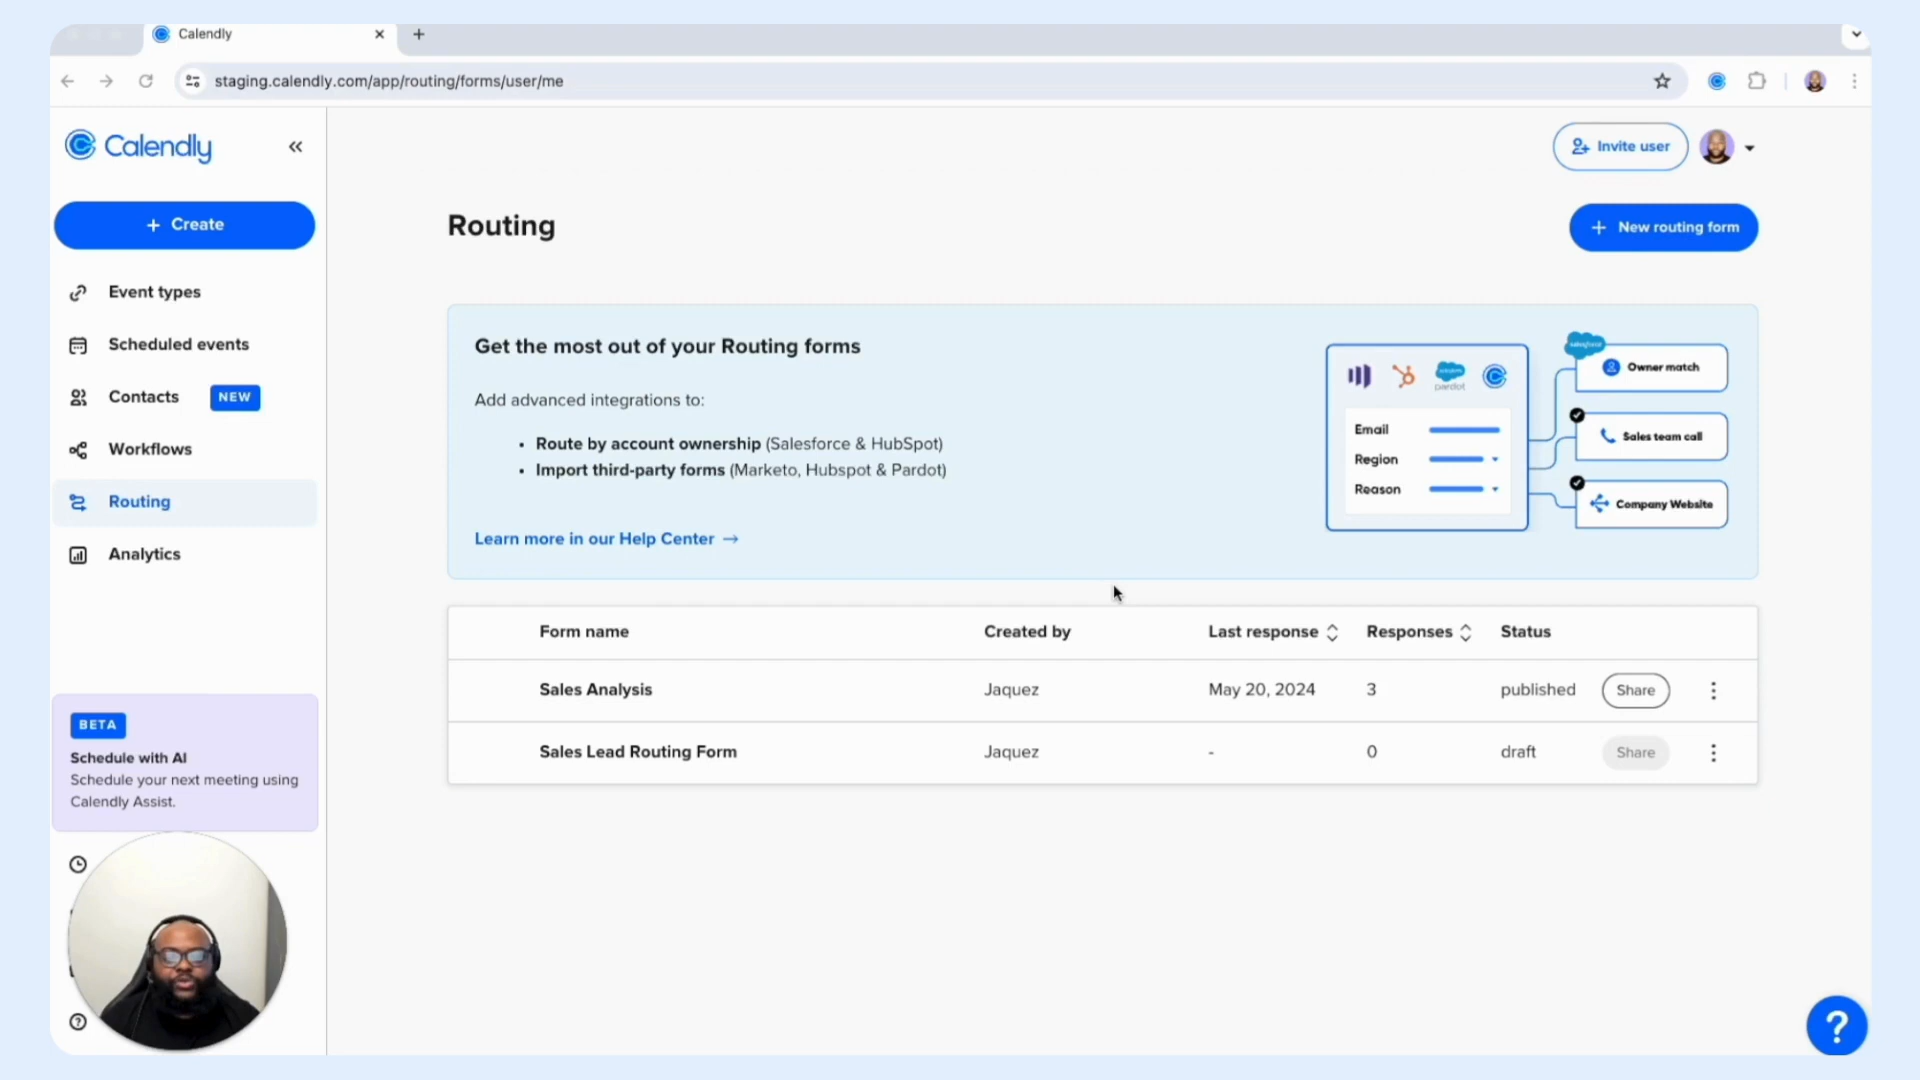 Calendly
staging.calendly.com/app/routing/forms/user/me
Calendly
Invite user
+ Create
Routing
+ New routing form
Event types
Scheduled events
Contacts NEW
Workflows
Routing
Analytics
Get the most out of your Routing forms
Add advanced integrations to:
• Route by account ownership (Salesforce & HubSpot)
• Import third-party forms (Marketo, Hubspot & Pardot)
Learn more in our Help Center →
pardot
Email
Region
Reason
salesforce
Owner match
Sales team call
Company Website
Form name Created by Last response Responses Status
Sales Analysis Jaquez May 20, 2024 3 published Share
Sales Lead Routing Form Jaquez - 0 draft Share
BETA
Schedule with AI
Schedule your next meeting using
Calendly Assist.
?